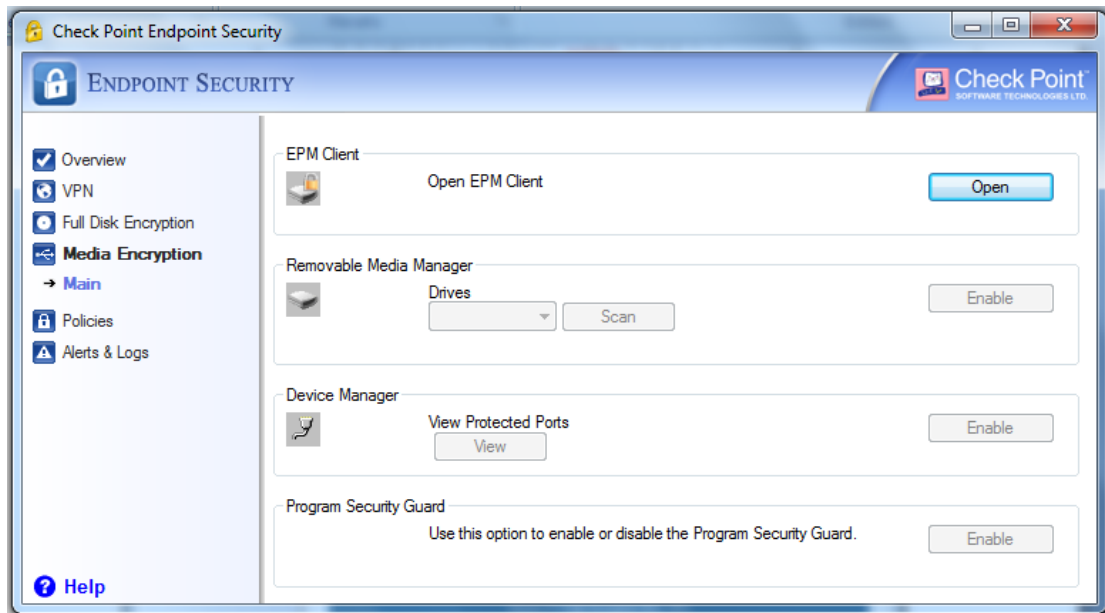 Check Point Endpoint Security
ENDPOINT SECURITY
Check Point
SOFTWARE TECHNOLOGIES LTD.
Overview
VPN
Full Disk Encryption
Media Encryption
Main
Policies
Alerts & Logs
Help
EPM Client
Open EPM Client
Open
Removable Media Manager
Drives
Scan
Enable
Device Manager
View Protected Ports
View
Enable
Program Security Guard
Use this option to enable or disable the Program Security Guard.
Enable